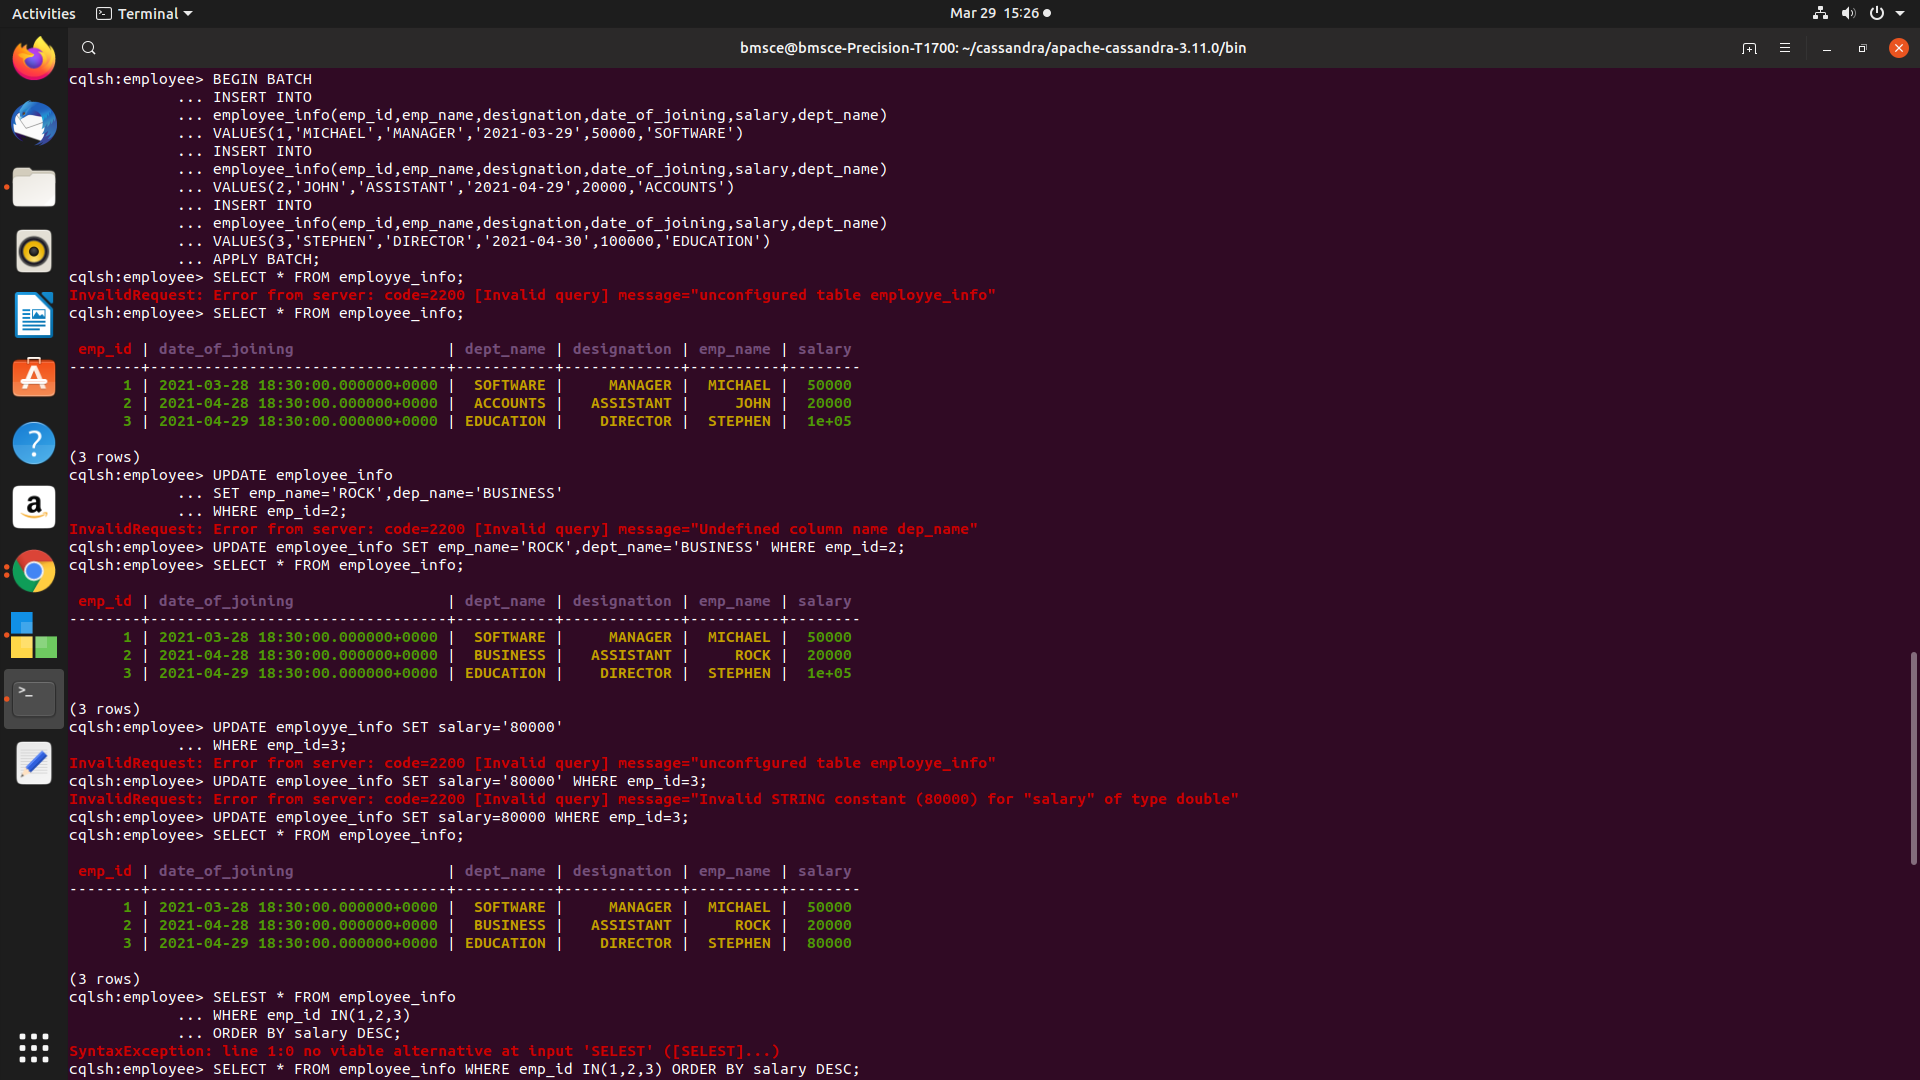 Activities
Terminal
Mar 29 15:26
bmsce@bmsce-Precision-T1700: ~/cassandra/apache-cassandra-3.11.0/bin
cqlsh:employee> BEGIN BATCH
... INSERT INTO
... employee_info(emp_id,emp_name,designation,date_of_joining,salary,dept_name)
... VALUES(1,'MICHAEL','MANAGER','2021-03-29',50000,'SOFTWARE')
... INSERT INTO
... employee_info(emp_id,emp_name,designation,date_of_joining,salary,dept_name)
... VALUES(2,'JOHN','ASSISTANT','2021-04-29',20000,'ACCOUNTS')
... INSERT INTO
... employee_info(emp_id,emp_name,designation,date_of_joining,salary,dept_name)
... VALUES(3,'STEPHEN','DIRECTOR','2021-04-30',100000,'EDUCATION')
... APPLY BATCH;
cqlsh:employee> SELECT * FROM employye_info;
InvalidRequest: Error from server: code=2200 [Invalid query] message="unconfigured table employye_info"
cqlsh:employee> SELECT * FROM employee_info;
emp_id | date_of_joining | dept_name | designation | emp_name | salary
--------+---------------------------------+-----------+-------------+----------+--------
1 | 2021-03-28 18:30:00.000000+0000 | SOFTWARE | MANAGER | MICHAEL | 50000
2 | 2021-04-28 18:30:00.000000+0000 | ACCOUNTS | ASSISTANT | JOHN | 20000
3 | 2021-04-29 18:30:00.000000+0000 | EDUCATION | DIRECTOR | STEPHEN | 1e+05
(3 rows)
cqlsh:employee> UPDATE employee_info
... SET emp_name='ROCK',dep_name='BUSINESS'
... WHERE emp_id=2;
InvalidRequest: Error from server: code=2200 [Invalid query] message="Undefined column name dep_name"
cqlsh:employee> UPDATE employee_info SET emp_name='ROCK',dept_name='BUSINESS' WHERE emp_id=2;
cqlsh:employee> SELECT * FROM employee_info;
emp_id | date_of_joining | dept_name | designation | emp_name | salary
--------+---------------------------------+-----------+-------------+----------+--------
1 | 2021-03-28 18:30:00.000000+0000 | SOFTWARE | MANAGER | MICHAEL | 50000
2 | 2021-04-28 18:30:00.000000+0000 | BUSINESS | ASSISTANT | ROCK | 20000
3 | 2021-04-29 18:30:00.000000+0000 | EDUCATION | DIRECTOR | STEPHEN | 1e+05
(3 rows)
cqlsh:employee> UPDATE employye_info SET salary='80000'
... WHERE emp_id=3;
InvalidRequest: Error from server: code=2200 [Invalid query] message="unconfigured table employye_info"
cqlsh:employee> UPDATE employee_info SET salary='80000' WHERE emp_id=3;
InvalidRequest: Error from server: code=2200 [Invalid query] message="Invalid STRING constant (80000) for "salary" of type double"
cqlsh:employee> UPDATE employee_info SET salary=80000 WHERE emp_id=3;
cqlsh:employee> SELECT * FROM employee_info;
emp_id | date_of_joining | dept_name | designation | emp_name | salary
--------+---------------------------------+-----------+-------------+----------+--------
1 | 2021-03-28 18:30:00.000000+0000 | SOFTWARE | MANAGER | MICHAEL | 50000
2 | 2021-04-28 18:30:00.000000+0000 | BUSINESS | ASSISTANT | ROCK | 20000
3 | 2021-04-29 18:30:00.000000+0000 | EDUCATION | DIRECTOR | STEPHEN | 80000
(3 rows)
cqlsh:employee> SELEST * FROM employee_info
... WHERE emp_id IN(1,2,3)
... ORDER BY salary DESC;
SyntaxException: line 1:0 no viable alternative at input 'SELEST' ([SELEST]...)
cqlsh:employee> SELECT * FROM employee_info WHERE emp_id IN(1,2,3) ORDER BY salary DESC;